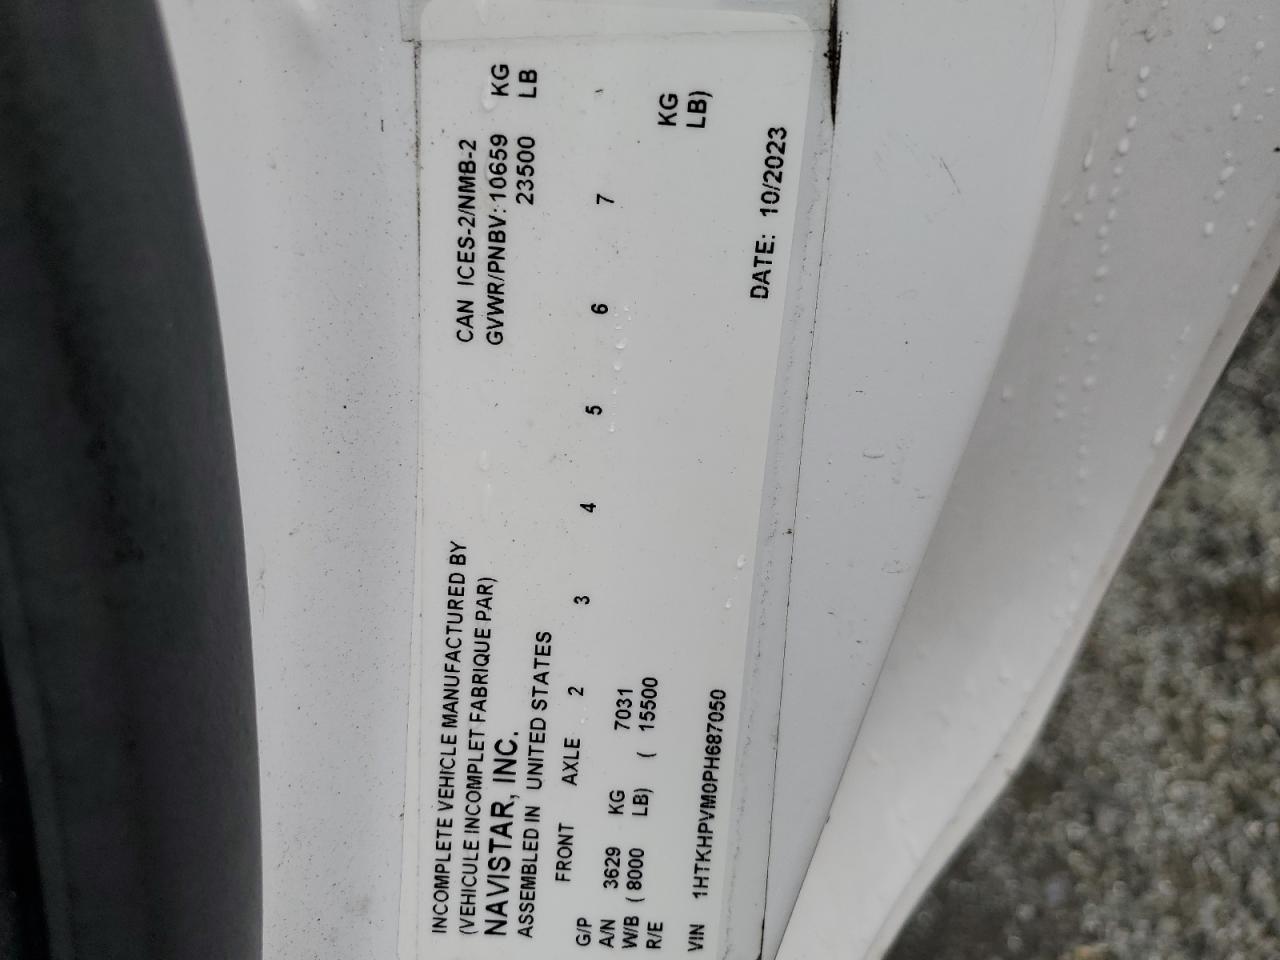 INCOMPLETE VEHICLE MANUFACTURED BY
(VEHICULE INCOMPLET FABRIQUE PAR)
NAVISTAR, INC.
ASSEMBLED IN UNITED STATES
CAN ICES-2/NMB-2
GVWR/PNBV: 10659 KG
23500 LB
FRONT AXLE 2 3 4 5 6 7
G/P
A/N 3629 KG 7031 KG
W/B ( 8000 LB) ( 15500 LB)
R/E
VIN 1HTKHPVM0PH687050
DATE: 10/2023